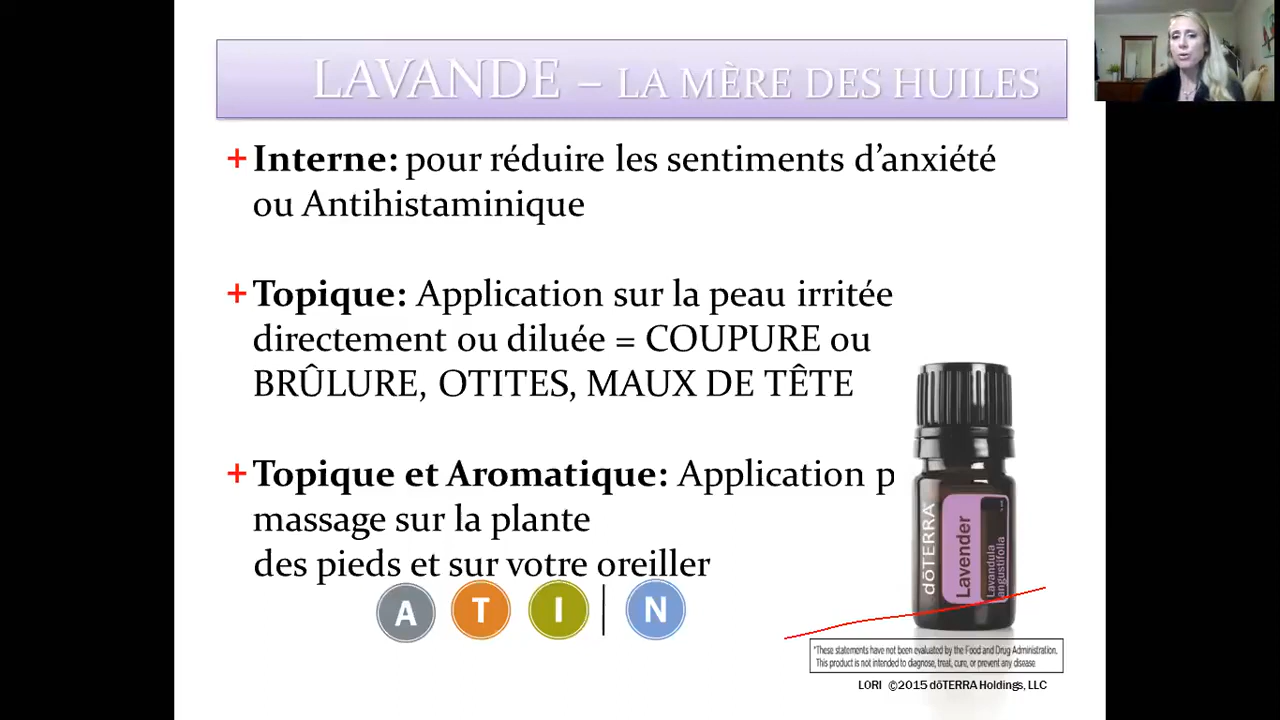 LAVANDE – LA MÈRE DES HUILES
+ Interne: pour réduire les sentiments d’anxiété
ou Antihistaminique
+ Topique: Application sur la peau irritée
directement ou diluée = COUPURE ou
BRÛLURE, OTITES, MAUX DE TÊTE
+ Topique et Aromatique: Application p
massage sur la plante
des pieds et sur votre oreiller
A T I | N
dōTERRA
Lavender
Lavandula
angustifolia
*These statements have not been evaluated by the Food and Drug Administration.
This product is not intended to diagnose, treat, cure, or prevent any disease
LORI ©2015 dōTERRA Holdings, LLC